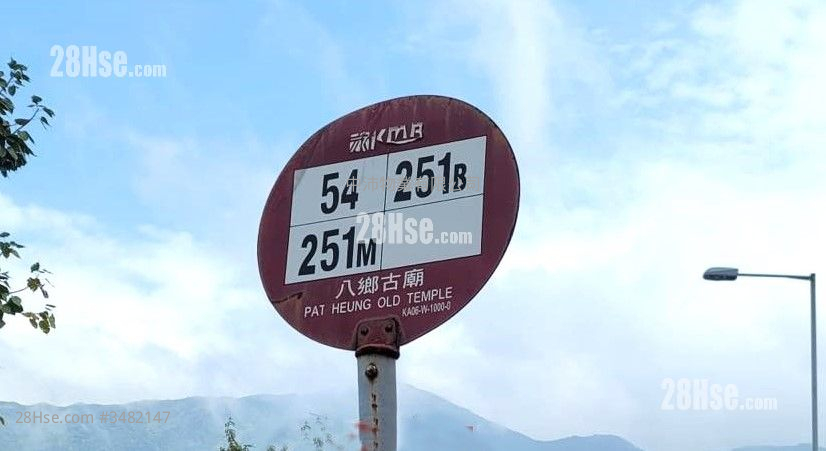 28Hse.com
KMB
54
251B
251M
28Hse.com
八鄉古廟
PAT HEUNG OLD TEMPLE
KA06-W-1000-0
28Hse.com
28Hse.com #3482147